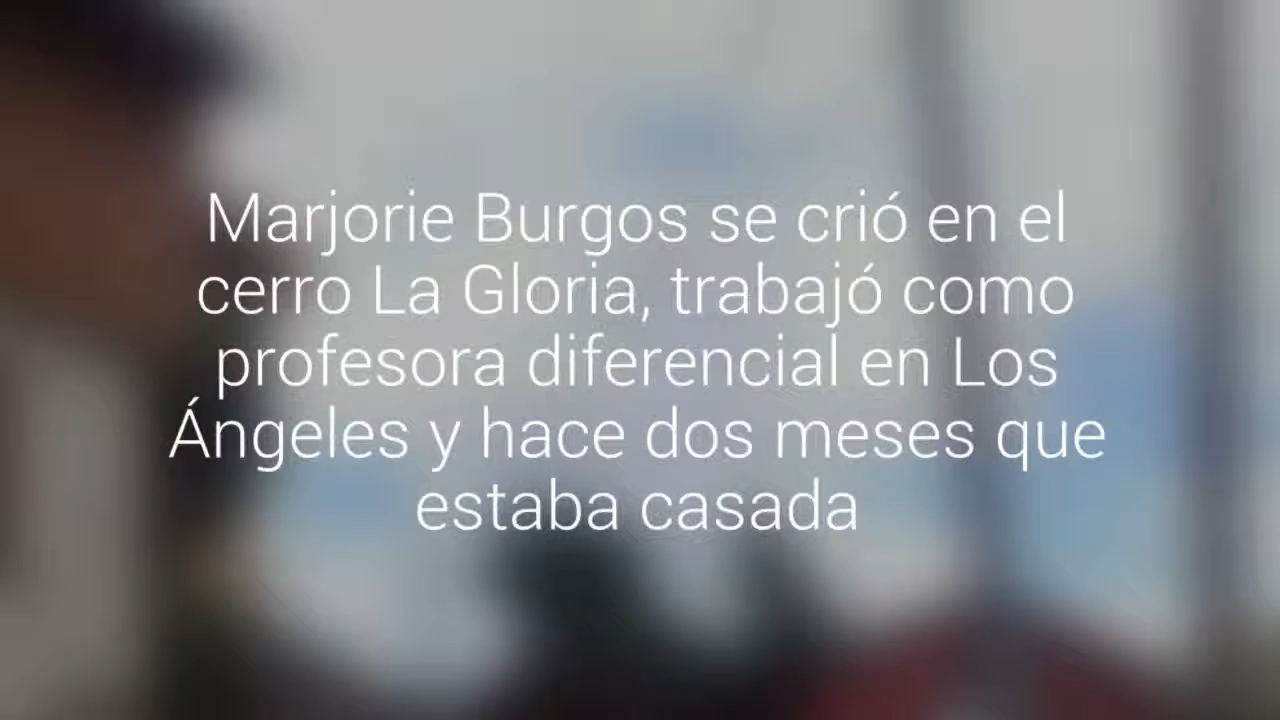 Marjorie Burgos se crió en el
cerro La Gloria, trabajó como
profesora diferencial en Los
Ángeles y hace dos meses que
estaba casada